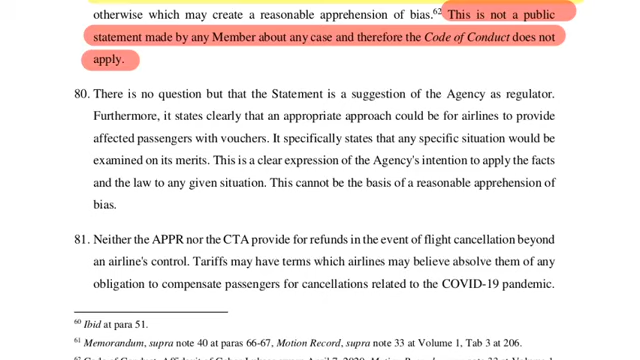 otherwise which may create a reasonable apprehension of bias.62 This is not a public
statement made by any Member about any case and therefore the Code of Conduct does not
apply.
80. There is no question but that the Statement is a suggestion of the Agency as regulator.
Furthermore, it states clearly that an appropriate approach could be for airlines to provide
affected passengers with vouchers. It specifically states that any specific situation would be
examined on its merits. This is a clear expression of the Agency's intention to apply the facts
and the law to any given situation. This cannot be the basis of a reasonable apprehension of
bias.
81. Neither the APPR nor the CTA provide for refunds in the event of flight cancellation beyond
an airline's control. Tariffs may have terms which airlines may believe absolve them of any
obligation to compensate passengers for cancellations related to the COVID-19 pandemic.
60 Ibid at para 51.
61 Memorandum, supra note 40 at paras 66-67, Motion Record, supra note 33 at Volume 1, Tab 3 at 206.